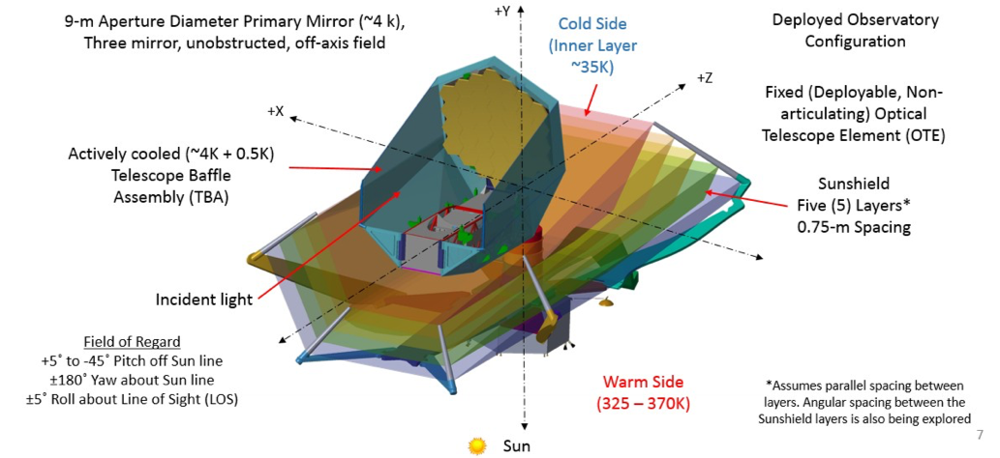 9-m Aperture Diameter Primary Mirror (~4 k),
Three mirror, unobstructed, off-axis field
+Y
Cold Side
(Inner Layer
~35K)
Deployed Observatory
Configuration
+Z
+X
Fixed (Deployable, Non-
articulating) Optical
Telescope Element (OTE)
Actively cooled (~4K + 0.5K)
Telescope Baffle
Assembly (TBA)
Sunshield
Five (5) Layers*
0.75-m Spacing
Incident light
Field of Regard
+5˚ to -45˚ Pitch off Sun line
±180˚ Yaw about Sun line
±5˚ Roll about Line of Sight (LOS)
Warm Side
(325 – 370K)
*Assumes parallel spacing between
layers. Angular spacing between the
Sunshield layers is also being explored
7
Sun